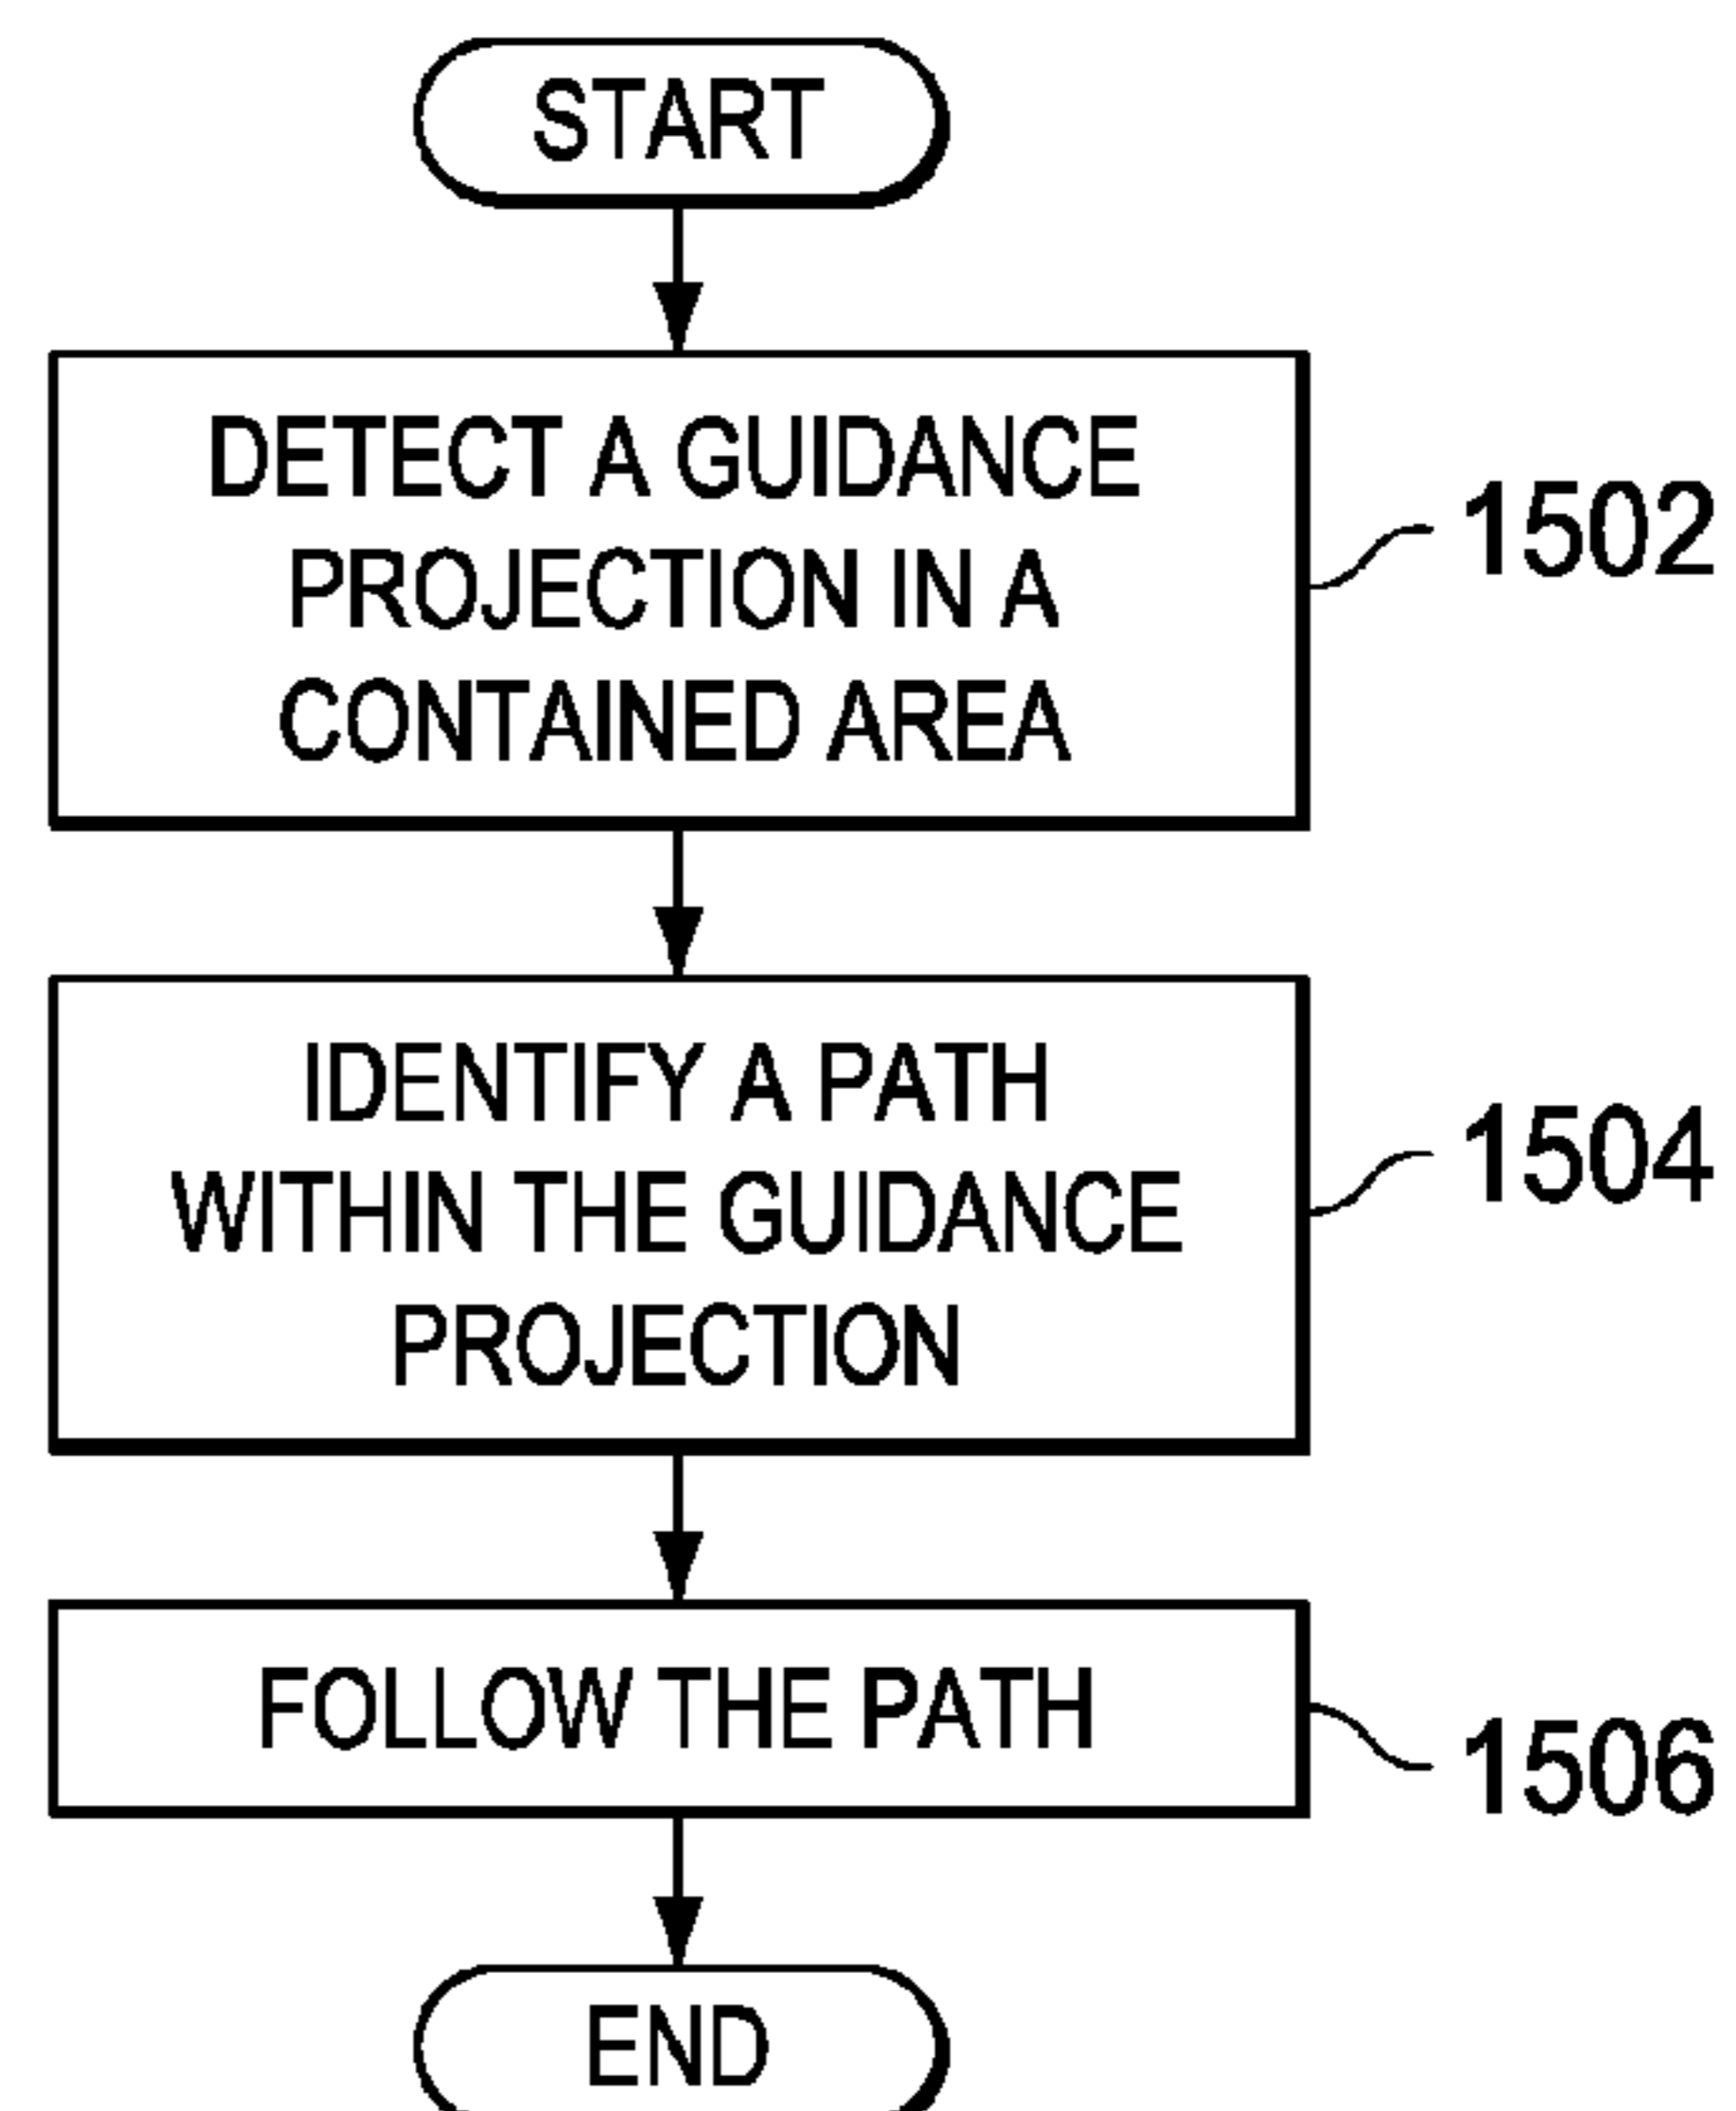 START
DETECT A GUIDANCE
PROJECTION IN A
CONTAINED AREA
1502
IDENTIFY A PATH
WITHIN THE GUIDANCE
PROJECTION
1504
FOLLOW THE PATH
1506
END